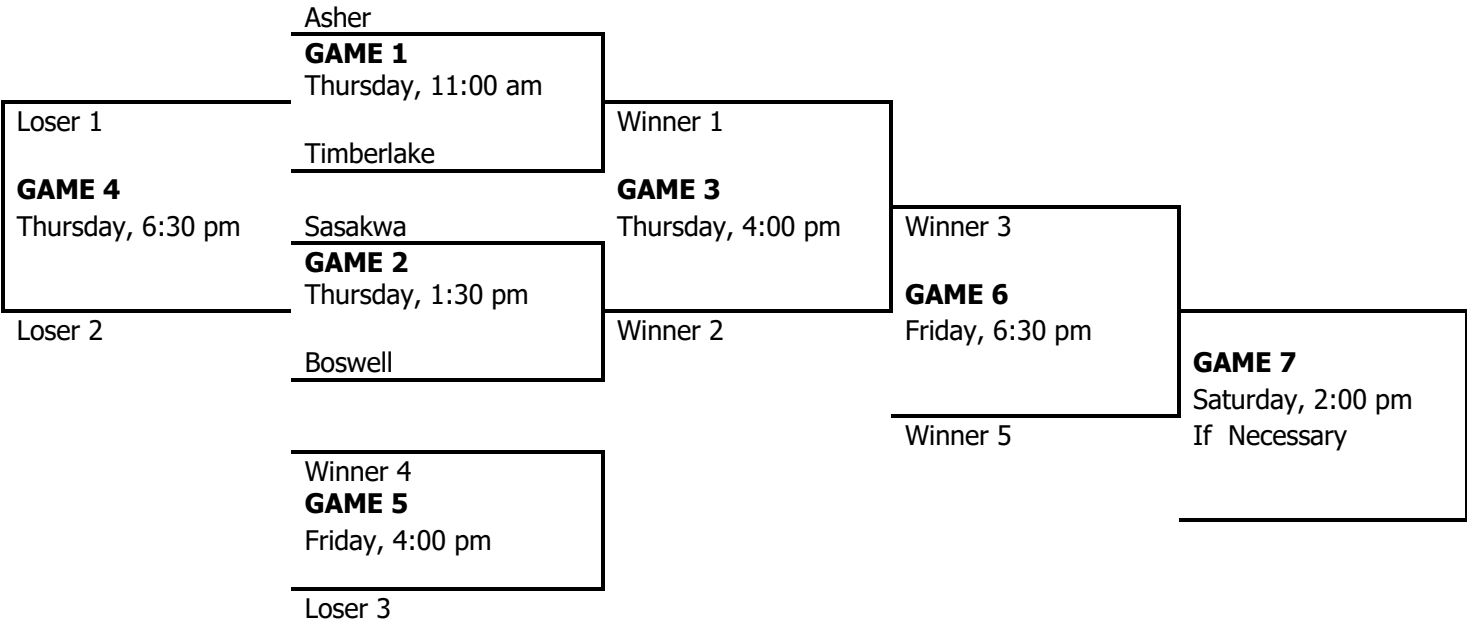 Asher
GAME 1
Thursday, 11:00 am
Timberlake
Loser 1
GAME 4
Thursday, 6:30 pm
Loser 2
Sasakwa
GAME 2
Thursday, 1:30 pm
Boswell
Winner 1
GAME 3
Thursday, 4:00 pm
Winner 2
Winner 4
GAME 5
Friday, 4:00 pm
Loser 3
Winner 3
GAME 6
Friday, 6:30 pm
Winner 5
GAME 7
Saturday, 2:00 pm
If Necessary